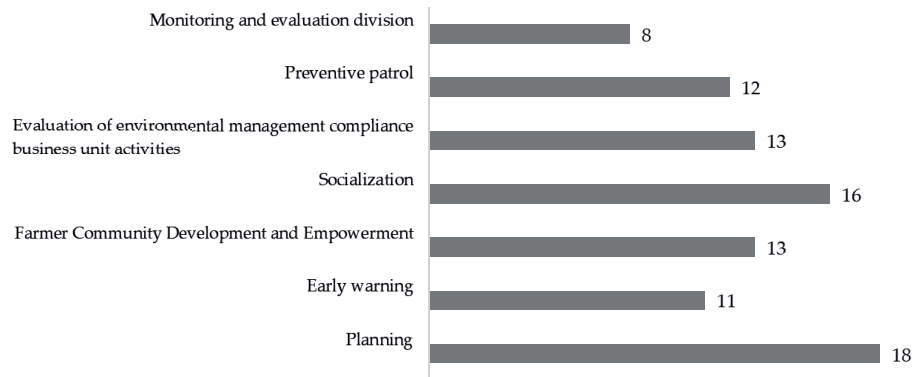 Monitoring and evaluation division
8
Preventive patrol
12
Evaluation of environmental management compliance
business unit activities
13
Socialization
16
Farmer Community Development and Empowerment
13
Early warning
11
Planning
18